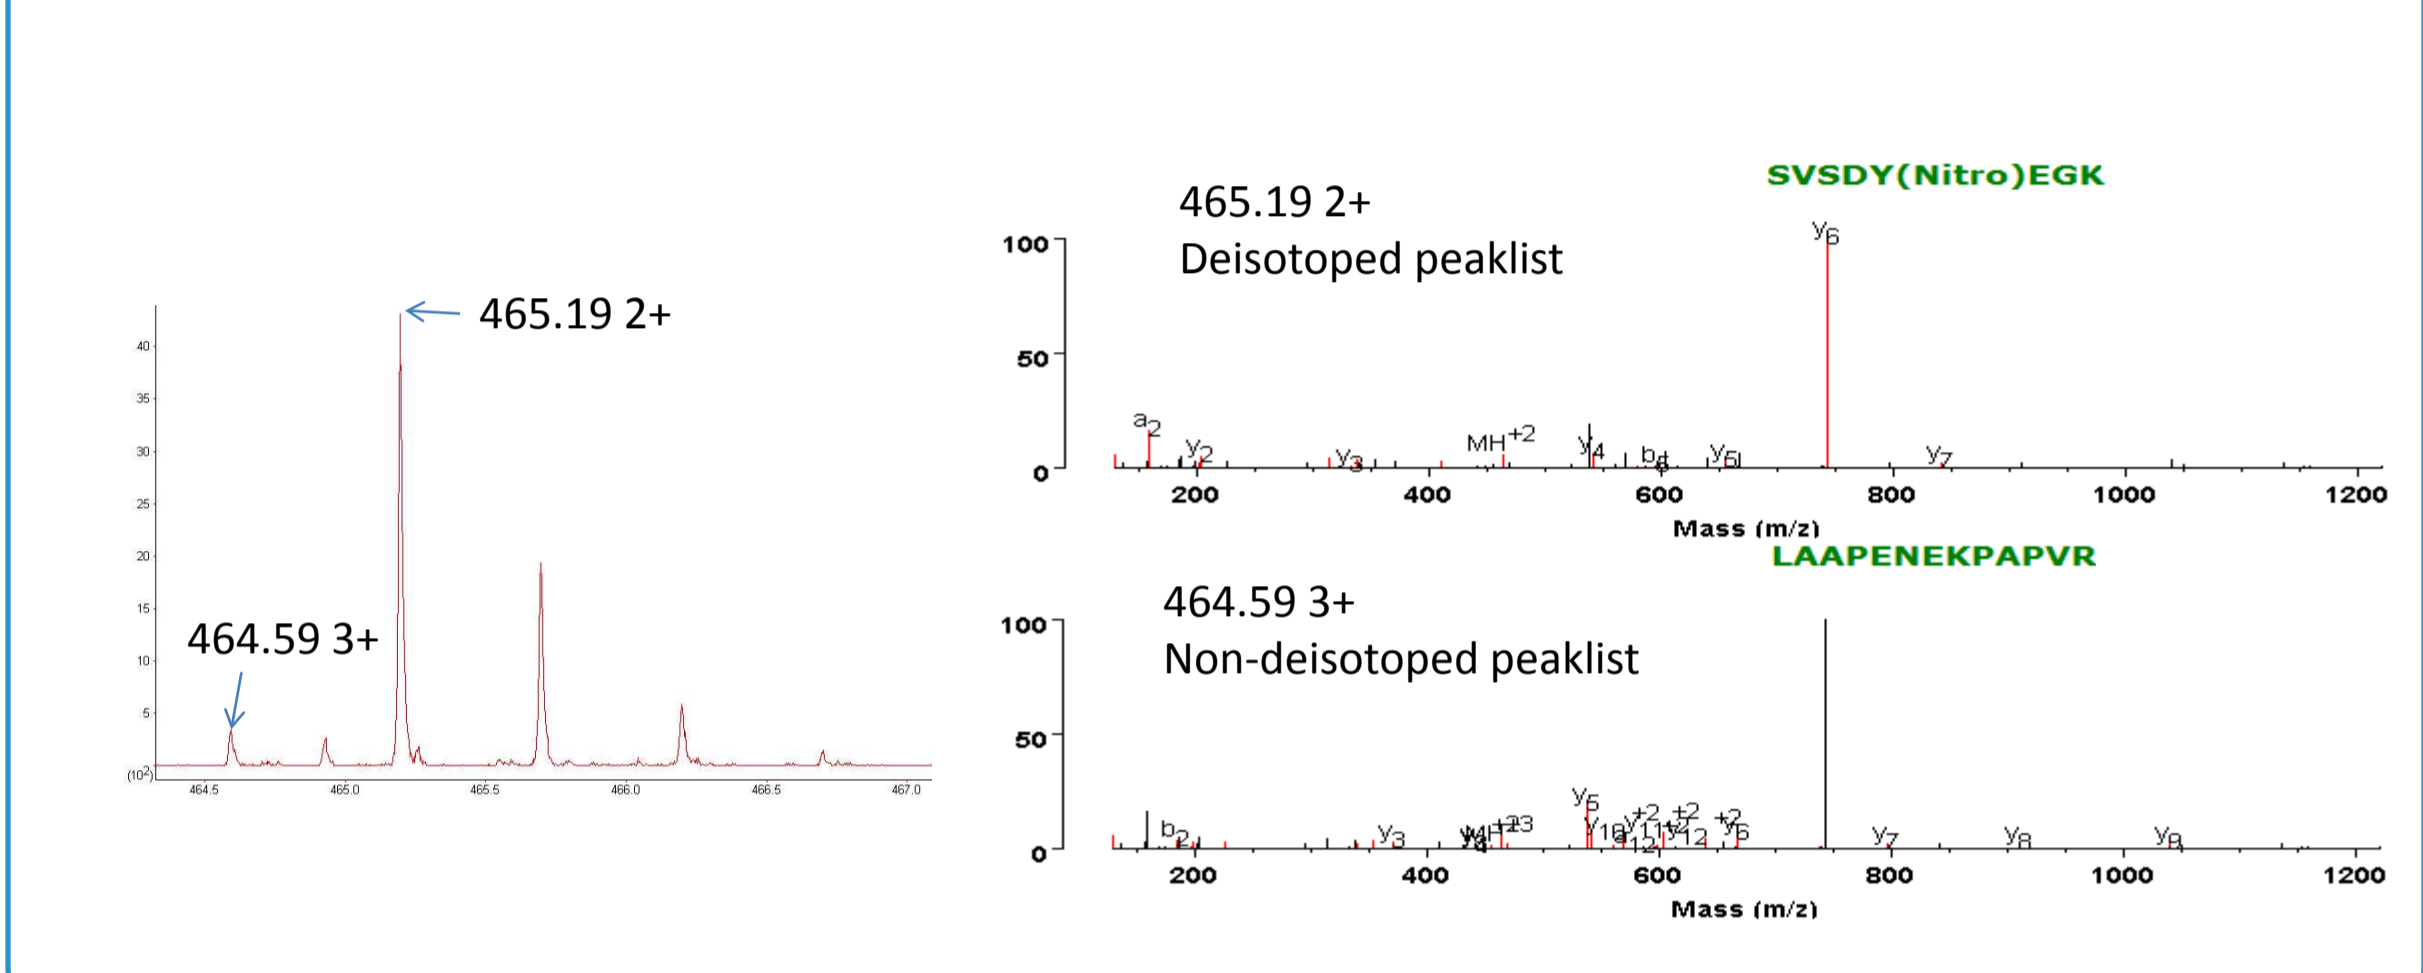 465.19 2+
464.59 3+
40
35
30
25
20
15
10
5
(10²)
464.5 465.0 465.5 466.0 466.5 467.0
SVSDY(Nitro)EGK
465.19 2+
Deisotoped peaklist
100
50
0
a2 y2 y3 MH+2 y4 y5 y6 y7
200 400 600 800 1000 1200
Mass (m/z)
LAAPENEKPAPVR
464.59 3+
Non-deisotoped peaklist
100
50
0
b2 y3 y5 y6 y7 y8 y9
200 400 600 800 1000 1200
Mass (m/z)